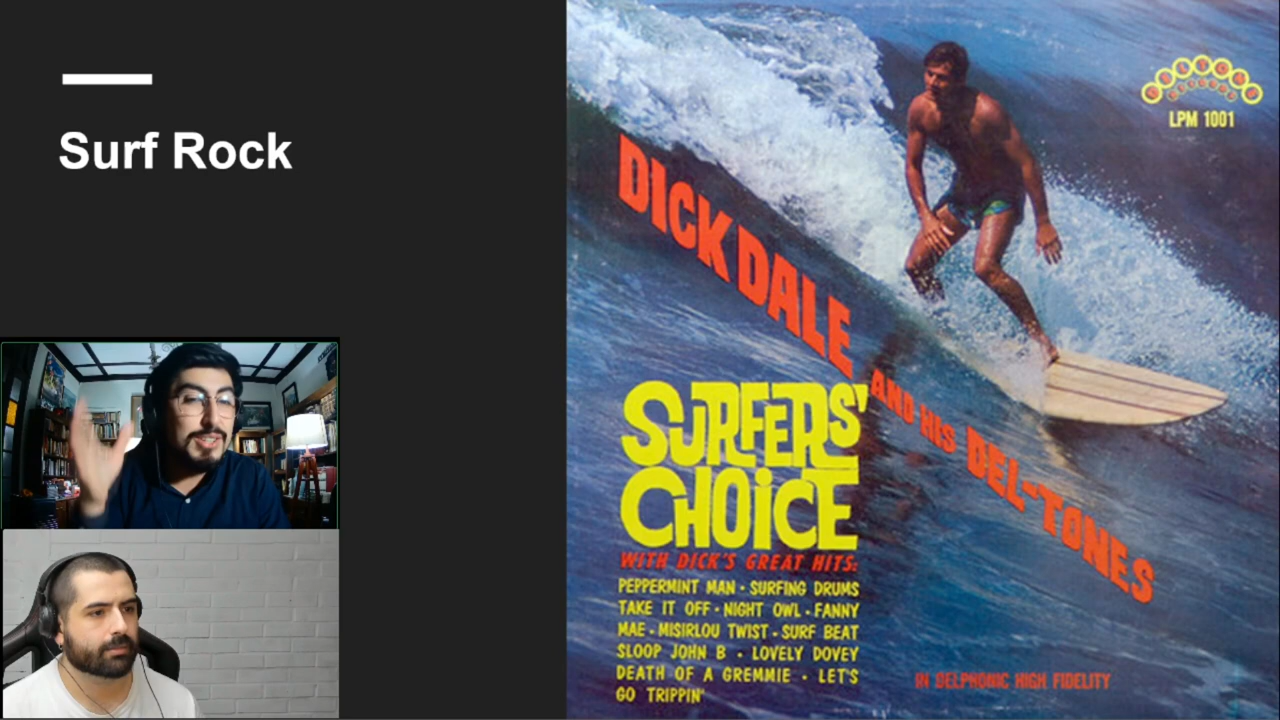 Surf Rock
DELTONE
RECORDS
LPM 1001
DICK DALE
AND HIS DEL-TONES
SURFERS'
CHOICE
WITH DICK'S GREAT HITS:
PEPPERMINT MAN · SURFING DRUMS
TAKE IT OFF · NIGHT OWL · FANNY
MAE · MISIRLOU TWIST · SURF BEAT
SLOOP JOHN B · LOVELY DOVEY
DEATH OF A GREMMIE · LET'S
GO TRIPPIN'
IN DELPHONIC HIGH FIDELITY